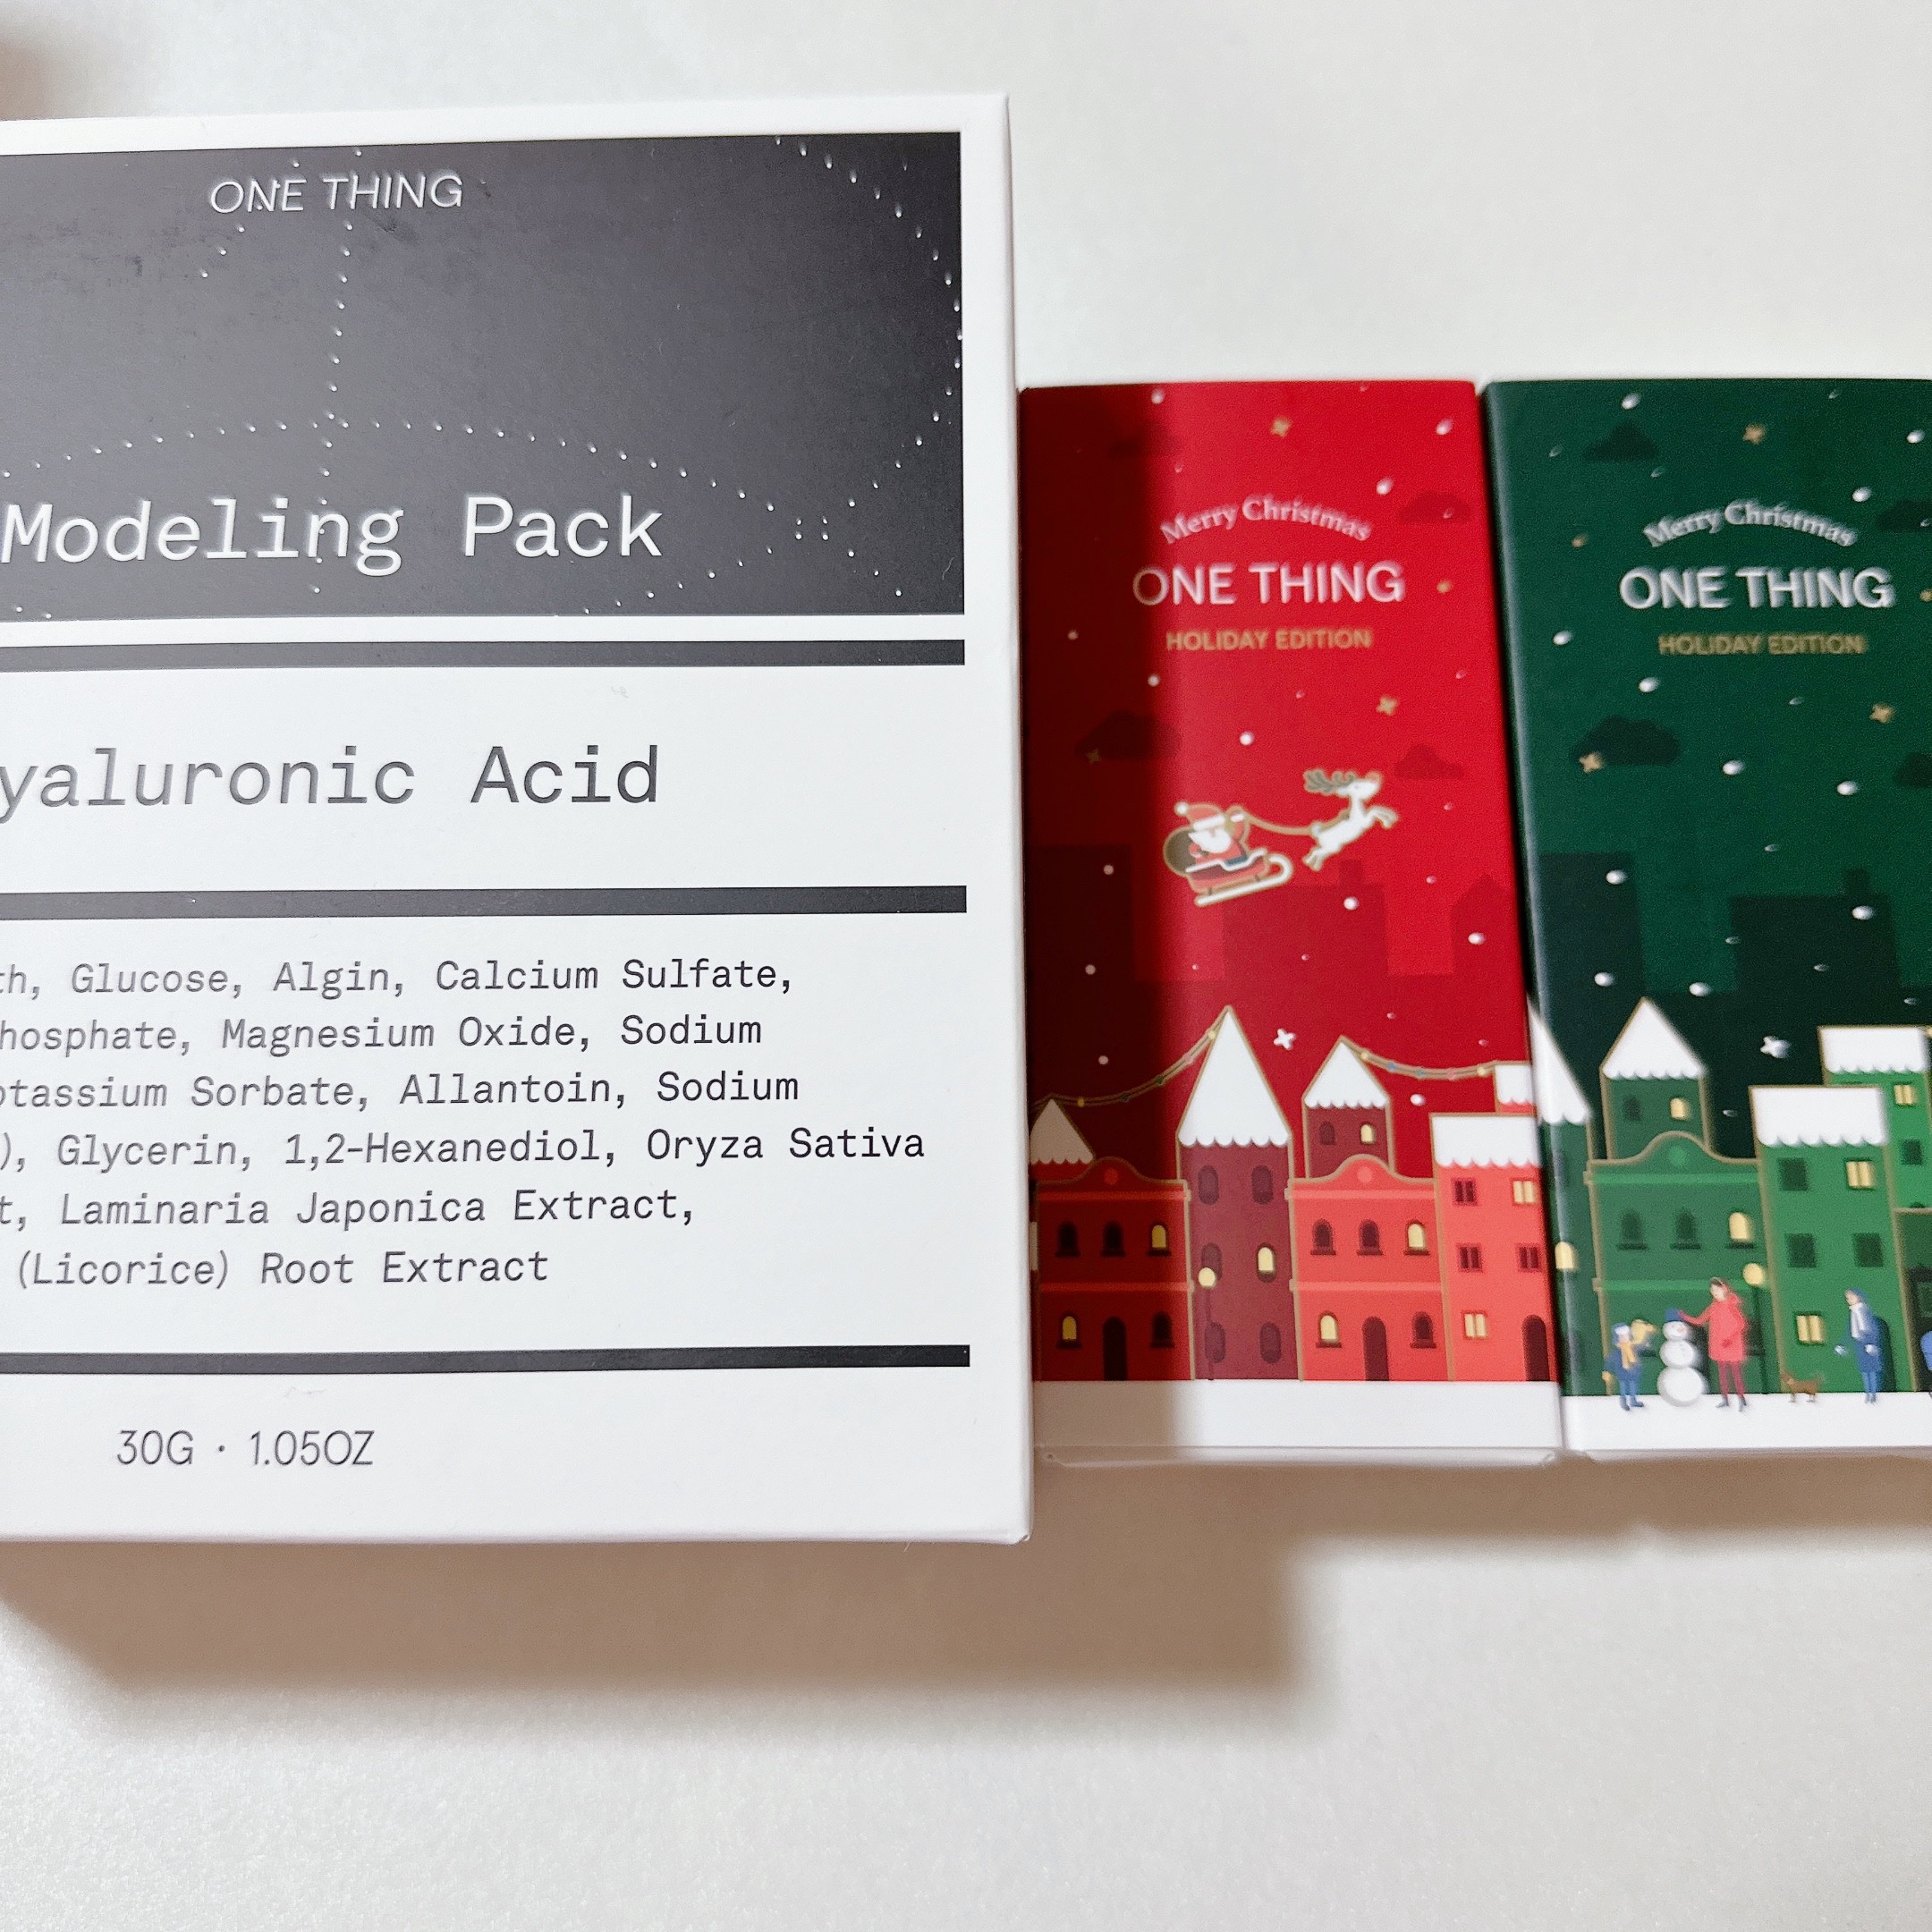 ONE THING
Modeling Pack
yaluronic Acid
th, Glucose, Algin, Calcium Sulfate,
hosphate, Magnesium Oxide, Sodium
otassium Sorbate, Allantoin, Sodium
), Glycerin, 1,2-Hexanediol, Oryza Sativa
t, Laminaria Japonica Extract,
(Licorice) Root Extract
30G · 1.05OZ
Merry Christmas
ONE THING
HOLIDAY EDITION
Merry Christmas
ONE THING
HOLIDAY EDITION